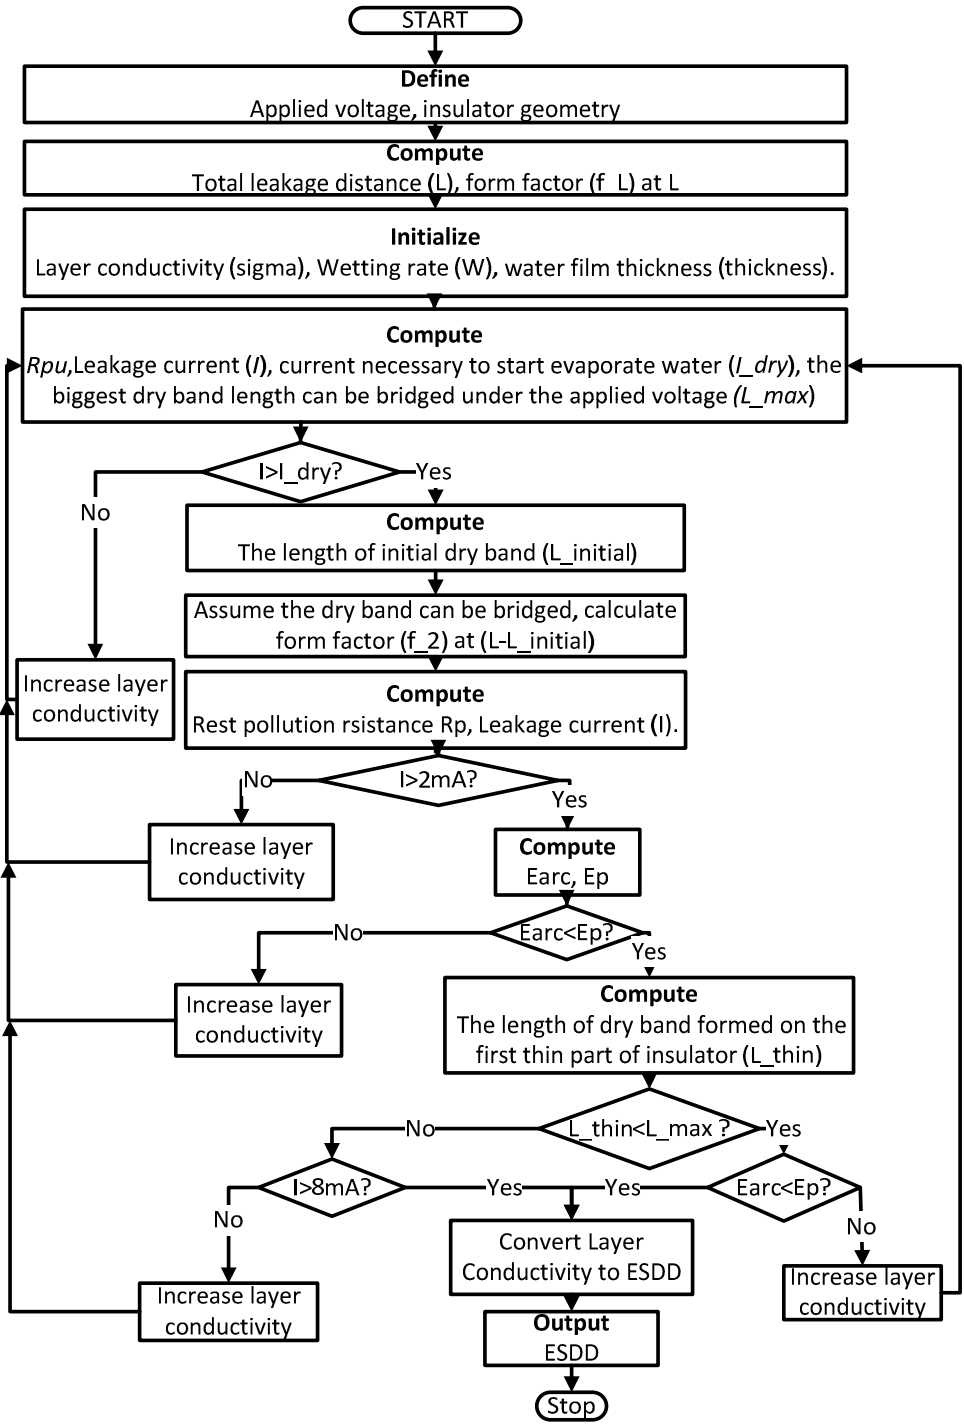 START
Define
Applied voltage, insulator geometry
Compute
Total leakage distance (L), form factor (f_L) at L
Initialize
Layer conductivity (sigma), Wetting rate (W), water film thickness (thickness).
Compute
Rpu,Leakage current (I), current necessary to start evaporate water (I_dry), the
biggest dry band length can be bridged under the applied voltage (L_max)
I>I_dry?
Yes
No
Compute
The length of initial dry band (L_initial)
Assume the dry band can be bridged, calculate
form factor (f_2) at (L-L_initial)
Increase layer
conductivity
Compute
Rest pollution rsistance Rp, Leakage current (I).
I>2mA?
No
Yes
Increase layer
conductivity
Compute
Earc, Ep
Earc<Ep?
No
Yes
Increase layer
conductivity
Compute
The length of dry band formed on the
first thin part of insulator (L_thin)
L_thin<L_max ?
No
Yes
I>8mA?
Yes
Yes
Earc<Ep?
No
No
Convert Layer
Conductivity to ESDD
Increase layer
conductivity
Increase layer
conductivity
Output
ESDD
Stop